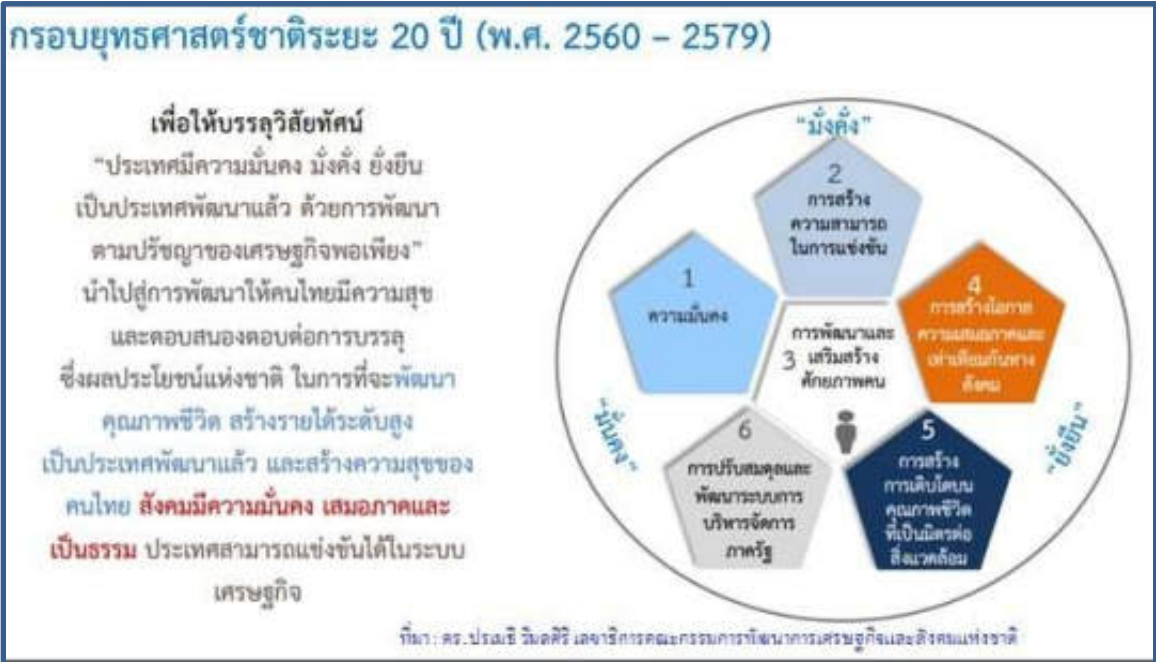 กรอบยุทธศาสตร์ชาติระยะ 20 ปี (พ.ศ. 2560 – 2579)
เพื่อให้บรรลุวิสัยทัศน์
“ประเทศมีความมั่นคง มั่งคั่ง ยั่งยืน
เป็นประเทศพัฒนาแล้ว ด้วยการพัฒนา
ตามปรัชญาของเศรษฐกิจพอเพียง”
นำไปสู่การพัฒนาให้คนไทยมีความสุข
และตอบสนองตอบต่อการบรรลุ
ซึ่งผลประโยชน์แห่งชาติ ในการที่จะพัฒนา
คุณภาพชีวิต สร้างรายได้ระดับสูง
เป็นประเทศพัฒนาแล้ว และสร้างความสุขของ
คนไทย สังคมมีความมั่นคง เสมอภาคและ
เป็นธรรม ประเทศสามารถแข่งขันได้ในระบบ
เศรษฐกิจ
“มั่งคั่ง”
“มั่นคง”
“ยั่งยืน”
1
ความมั่นคง
2
การสร้าง
ความสามารถ
ในการแข่งขัน
3
การพัฒนาและ
เสริมสร้าง
ศักยภาพคน
4
การสร้างโอกาส
ความเสมอภาคและ
เท่าเทียมกันทาง
สังคม
5
การสร้าง
การเติบโตบน
คุณภาพชีวิต
ที่เป็นมิตรต่อ
สิ่งแวดล้อม
6
การปรับสมดุลและ
พัฒนาระบบการ
บริหารจัดการ
ภาครัฐ
ที่มา : ดร.ปรเมธี วิมลศิริ เลขาธิการคณะกรรมการพัฒนาการเศรษฐกิจและสังคมแห่งชาติ